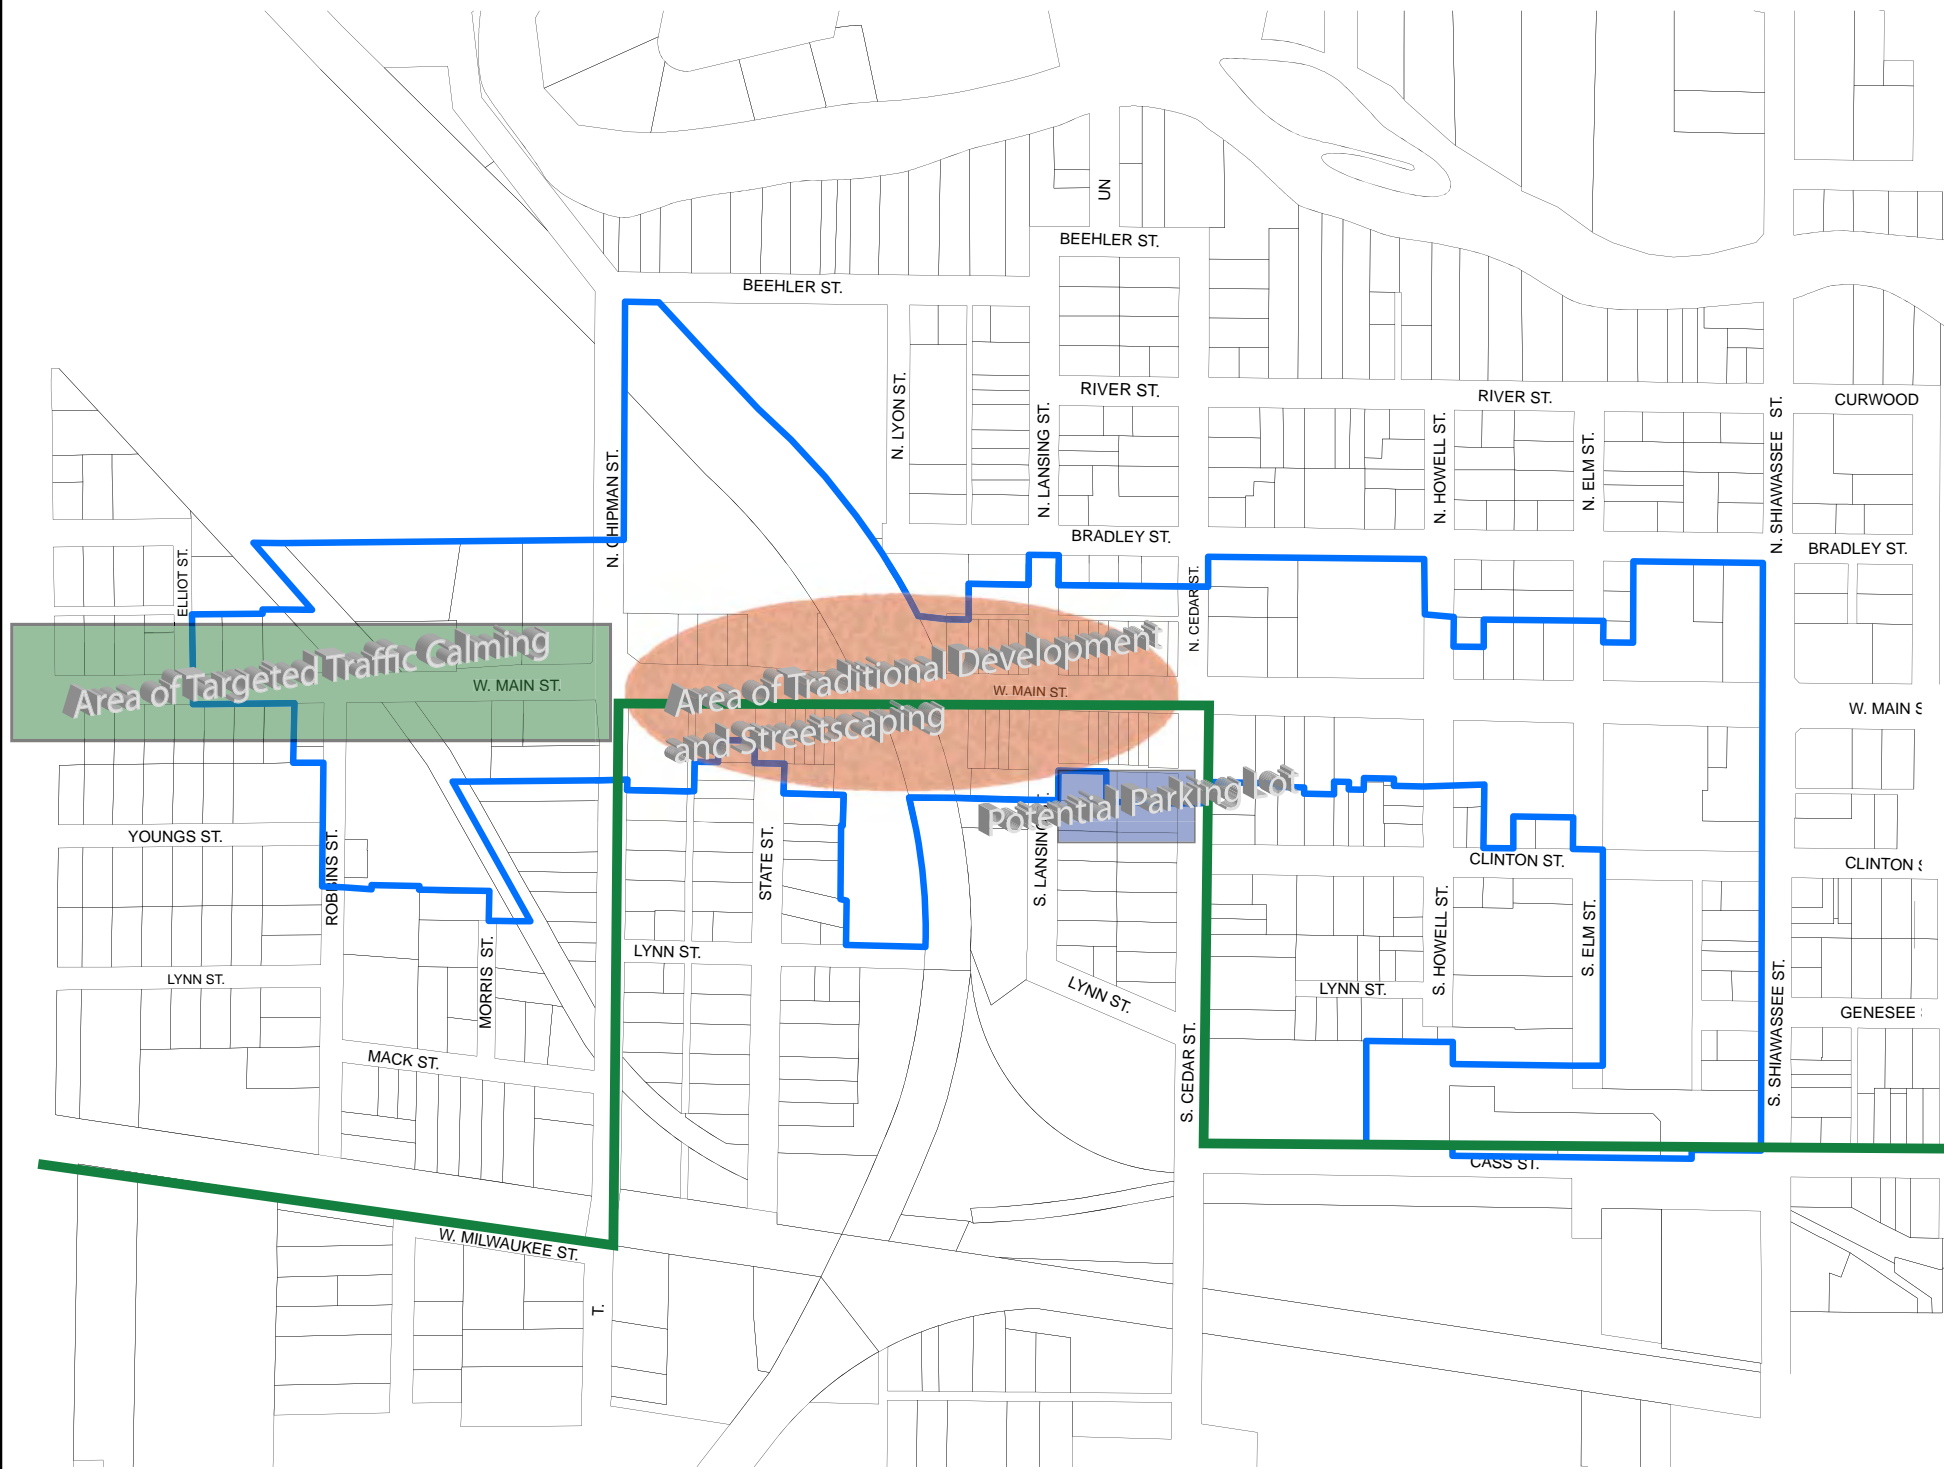 UN
BEEHLER ST.
BEEHLER ST.
RIVER ST.
RIVER ST.
CURWOOD
N. LYON ST.
N. LANSING ST.
N. HOWELL ST.
N. ELM ST.
N. SHIAWASSEE ST.
N. CHIPMAN ST.
BRADLEY ST.
BRADLEY ST.
ELLIOT ST.
N. CEDAR ST.
Area of Targeted Traffic Calming
W. MAIN ST.
Area of Traditional Development
and Streetscaping
W. MAIN ST.
W. MAIN S
Potential Parking Lot
YOUNGS ST.
ROBBINS ST.
STATE ST.
S. LANSING
CLINTON ST.
CLINTON S
S. HOWELL ST.
S. ELM ST.
LYNN ST.
LYNN ST.
LYNN ST.
LYNN ST.
MORRIS ST.
S. SHIAWASSEE ST.
GENESEE
MACK ST.
S. CEDAR ST.
CASS ST.
W. MILWAUKEE ST.
T.